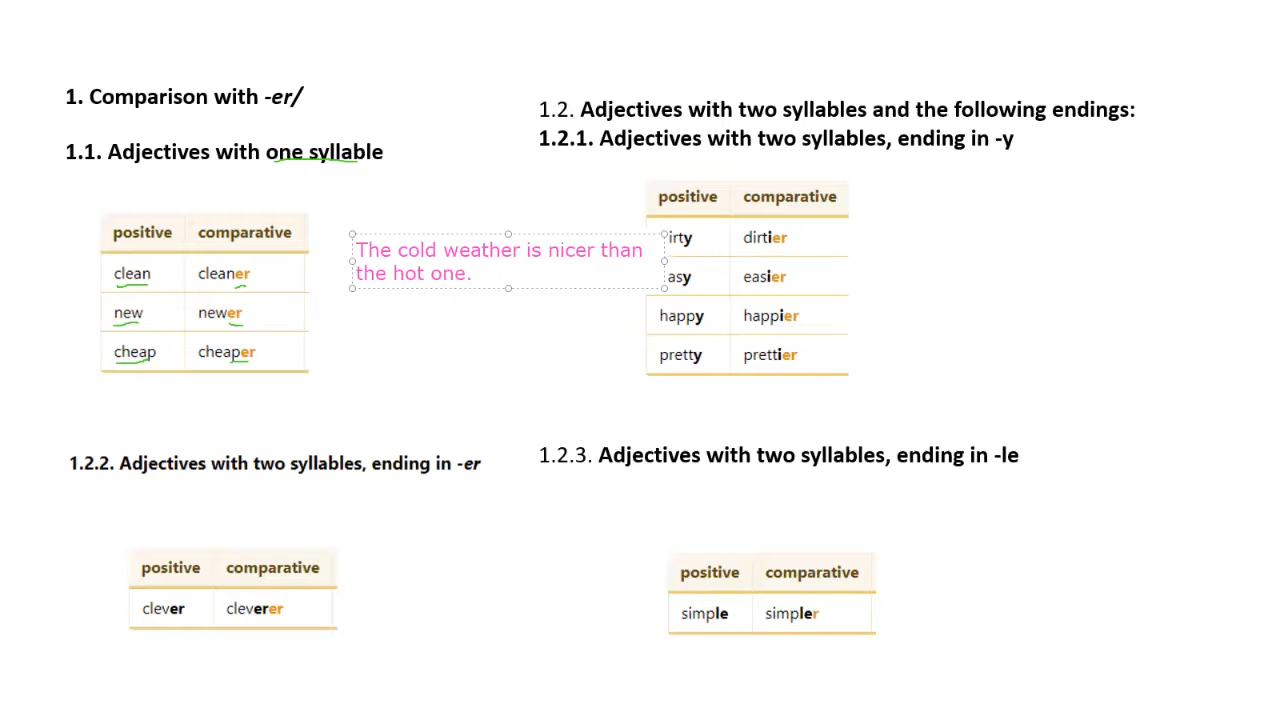 1. Comparison with -er/
1.1. Adjectives with one syllable
positive comparative
clean cleaner
new newer
cheap cheaper
The cold weather is nicer than
the hot one.
1.2. Adjectives with two syllables and the following endings:
1.2.1. Adjectives with two syllables, ending in -y
positive comparative
irty dirtier
asy easier
happy happier
pretty prettier
1.2.2. Adjectives with two syllables, ending in -er
positive comparative
clever cleverer
1.2.3. Adjectives with two syllables, ending in -le
positive comparative
simple simpler